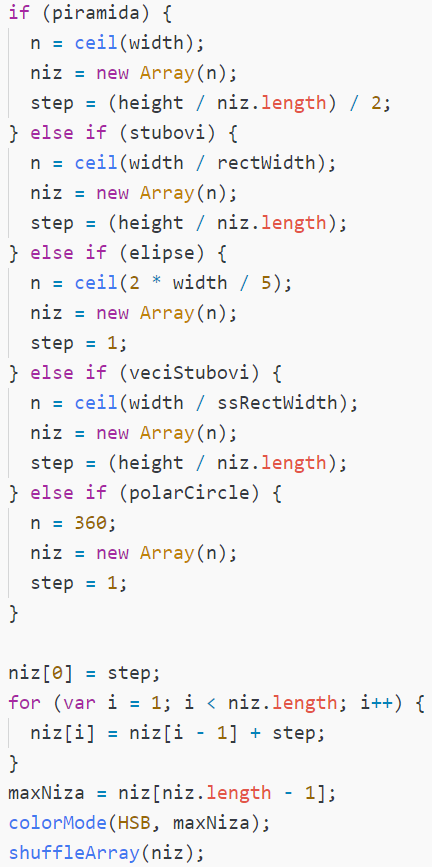 if (piramida) {
  n = ceil(width);
  niz = new Array(n);
  step = (height / niz.length) / 2;
} else if (stubovi) {
  n = ceil(width / rectWidth);
  niz = new Array(n);
  step = (height / niz.length);
} else if (elipse) {
  n = ceil(2 * width / 5);
  niz = new Array(n);
  step = 1;
} else if (veciStubovi) {
  n = ceil(width / ssRectWidth);
  niz = new Array(n);
  step = (height / niz.length);
} else if (polarCircle) {
  n = 360;
  niz = new Array(n);
  step = 1;
}

niz[0] = step;
for (var i = 1; i < niz.length; i++) {
  niz[i] = niz[i - 1] + step;
}
maxNiza = niz[niz.length - 1];
colorMode(HSB, maxNiza);
shuffleArray(niz);